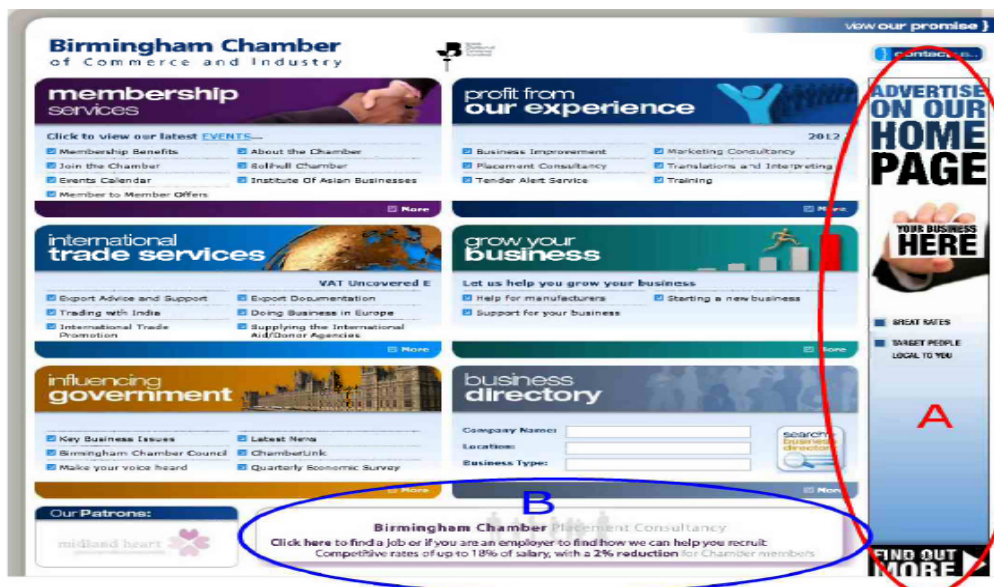 view our promise }
Birmingham Chamber
of Commerce and Industry
} contact us..
membership
services
Click to view our latest EVENTS...
Membership Benefits
About the Chamber
Join the Chamber
Solihull Chamber
Events Calendar
Institute Of Asian Businesses
Member to Member Offers
More
profit from
our experience
2012
Business Improvement
Marketing Consultancy
Placement Consultancy
Translations and Interpreting
Tender Alert Service
Training
More
international
trade services
VAT Uncovered E
Export Advice and Support
Export Documentation
Trading with India
Doing Business in Europe
International Trade
Promotion
Supplying the International
Aid/Donor Agencies
More
grow your
business
Let us help you grow your business
Help for manufacturers
Starting a new business
Support for your business
More
influencing
government
Key Business Issues
Latest News
Birmingham Chamber Council
ChamberLink
Make your voice heard
Quarterly Economic Survey
More
business
directory
Company Name:
Location:
Business Type:
search
business
directory
More
Our Patrons:
midland heart
B
Birmingham Chamber Placement Consultancy
Click here to find a job or if you are an employer to find how we can help you recruit
Competitive rates of up to 18% of salary, with a 2% reduction for Chamber members
ADVERTISE
ON OUR
HOME
PAGE
YOUR BUSINESS
HERE
GREAT RATES
TARGET PEOPLE
LOCAL TO YOU
A
FIND OUT
MORE